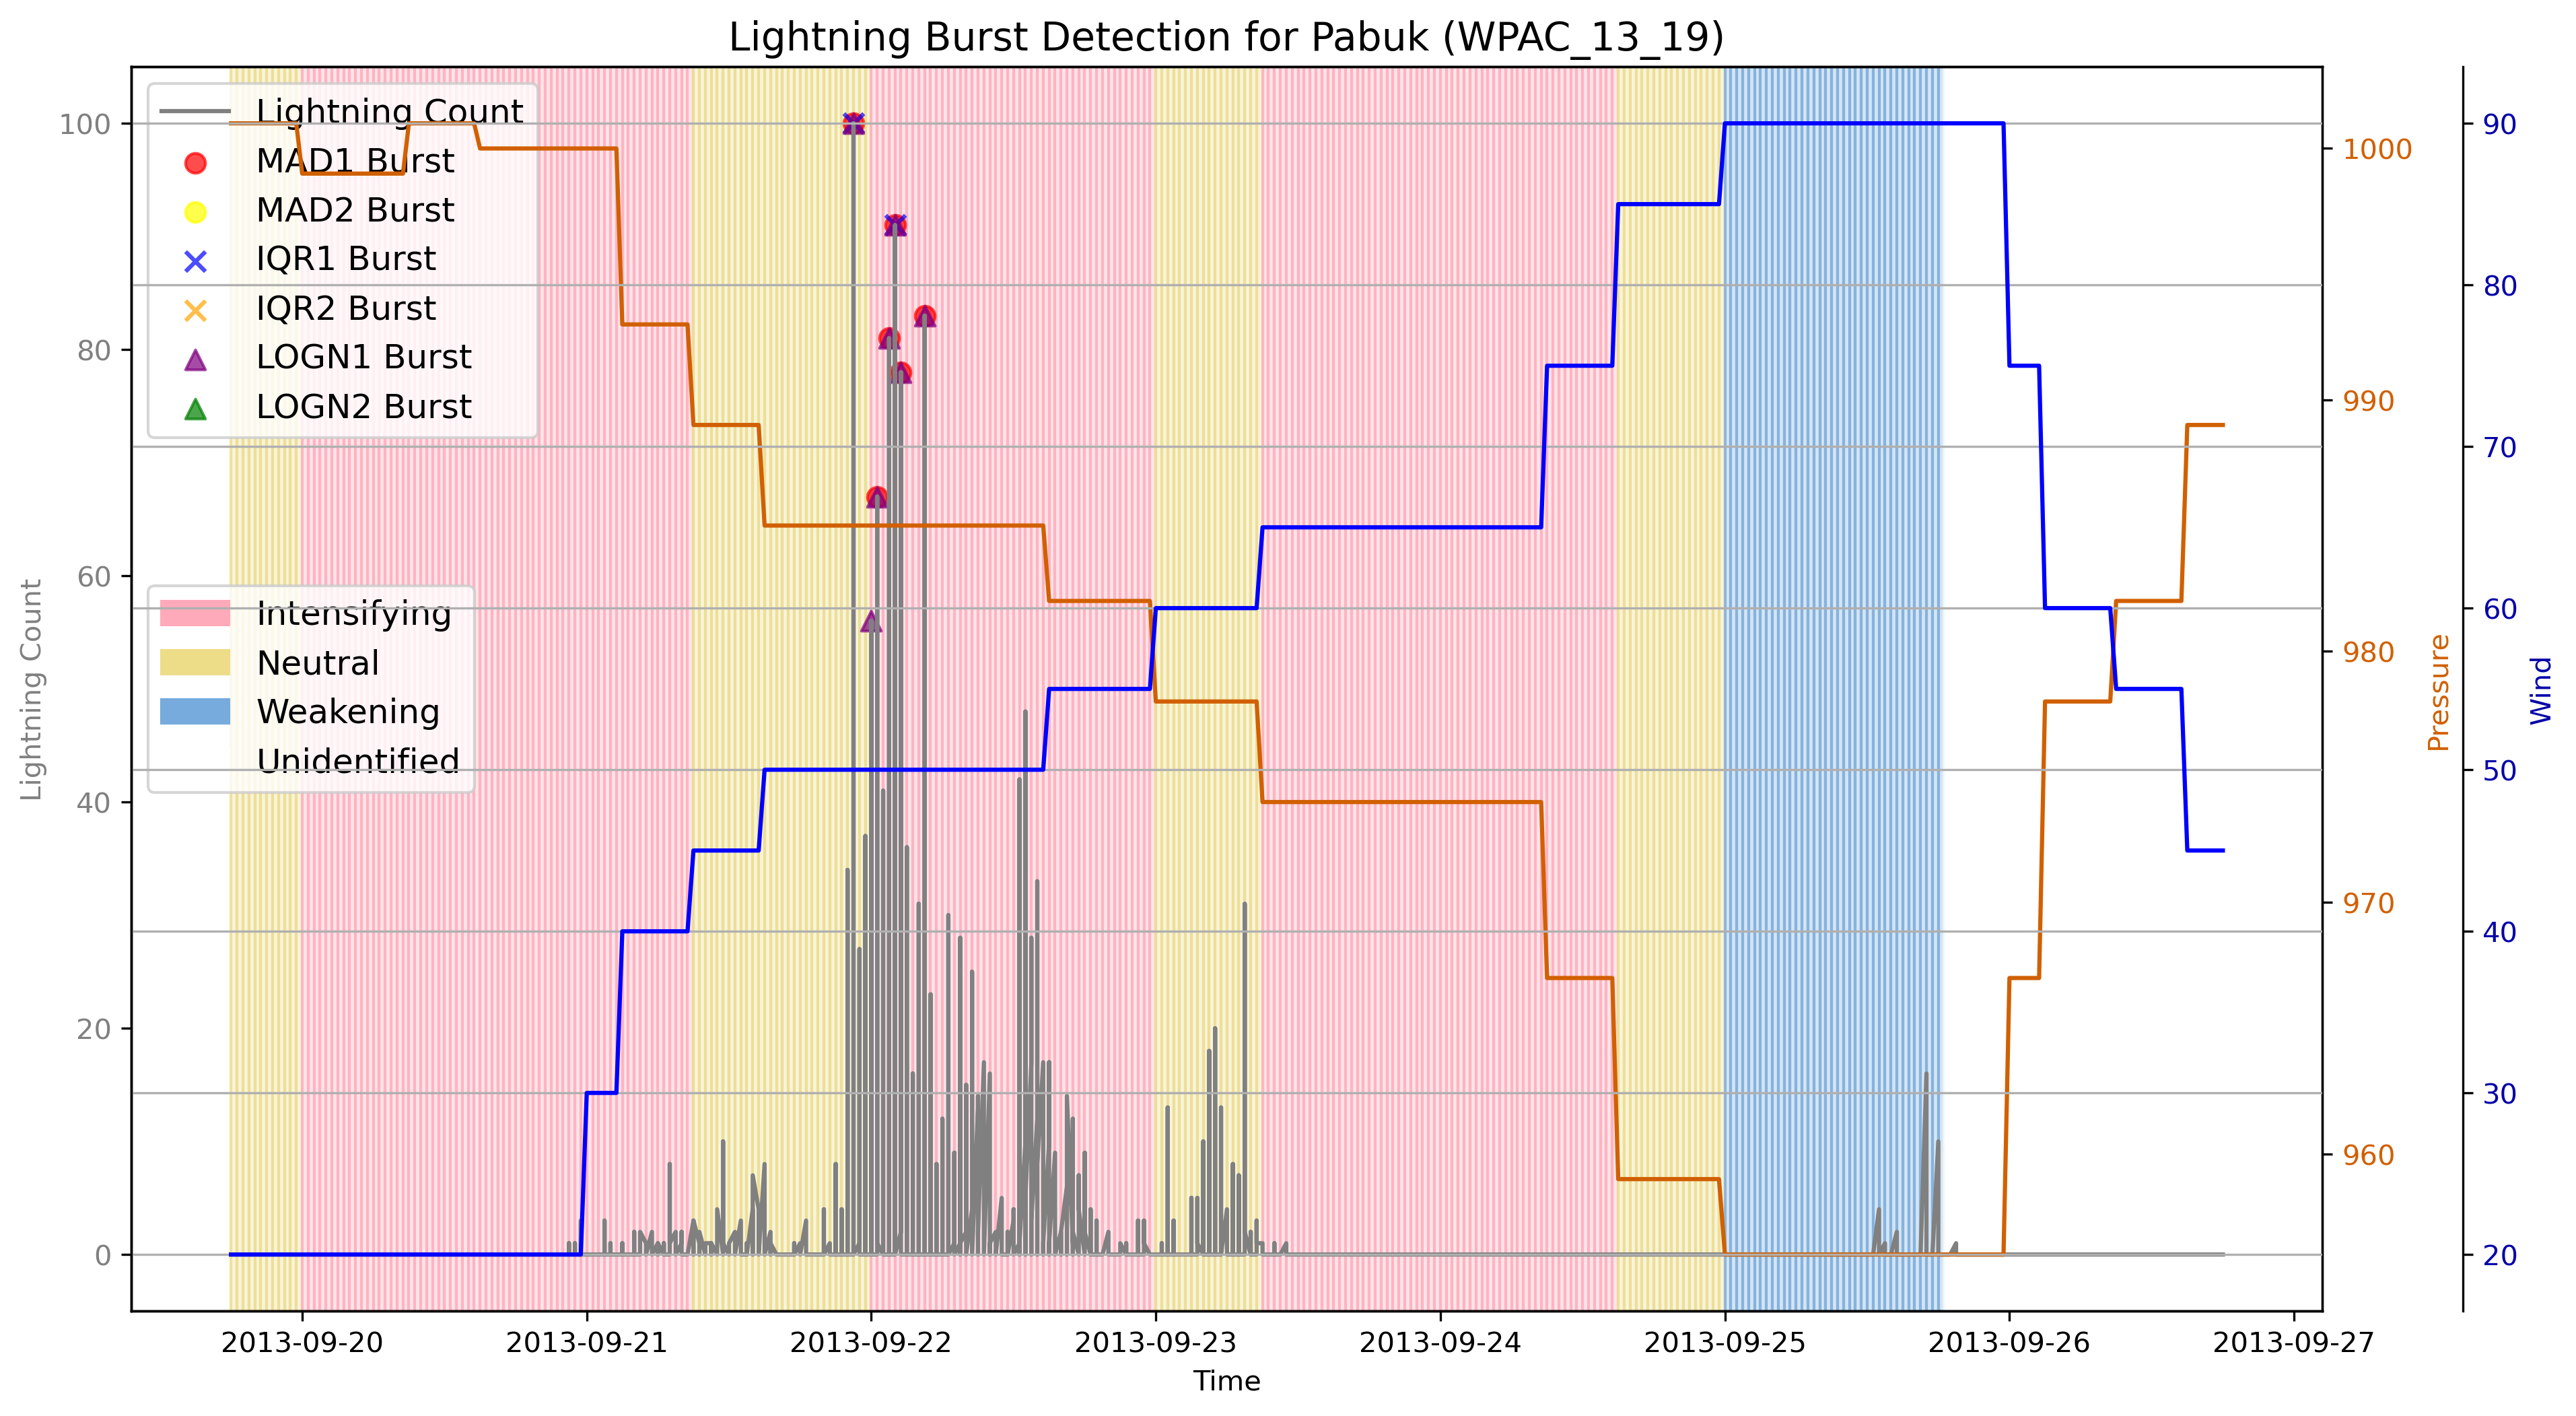 Lightning Burst Detection for Pabuk (WPAC_13_19)
Lightning Count
MAD1 Burst
MAD2 Burst
IQR1 Burst
IQR2 Burst
LOGN1 Burst
LOGN2 Burst
Intensifying
Neutral
Weakening
Unidentified
Lightning Count
100
80
60
40
20
0
1000
990
980
970
960
Pressure
90
80
70
60
50
40
30
20
Wind
2013-09-20 2013-09-21 2013-09-22 2013-09-23 2013-09-24 2013-09-25 2013-09-26 2013-09-27
Time